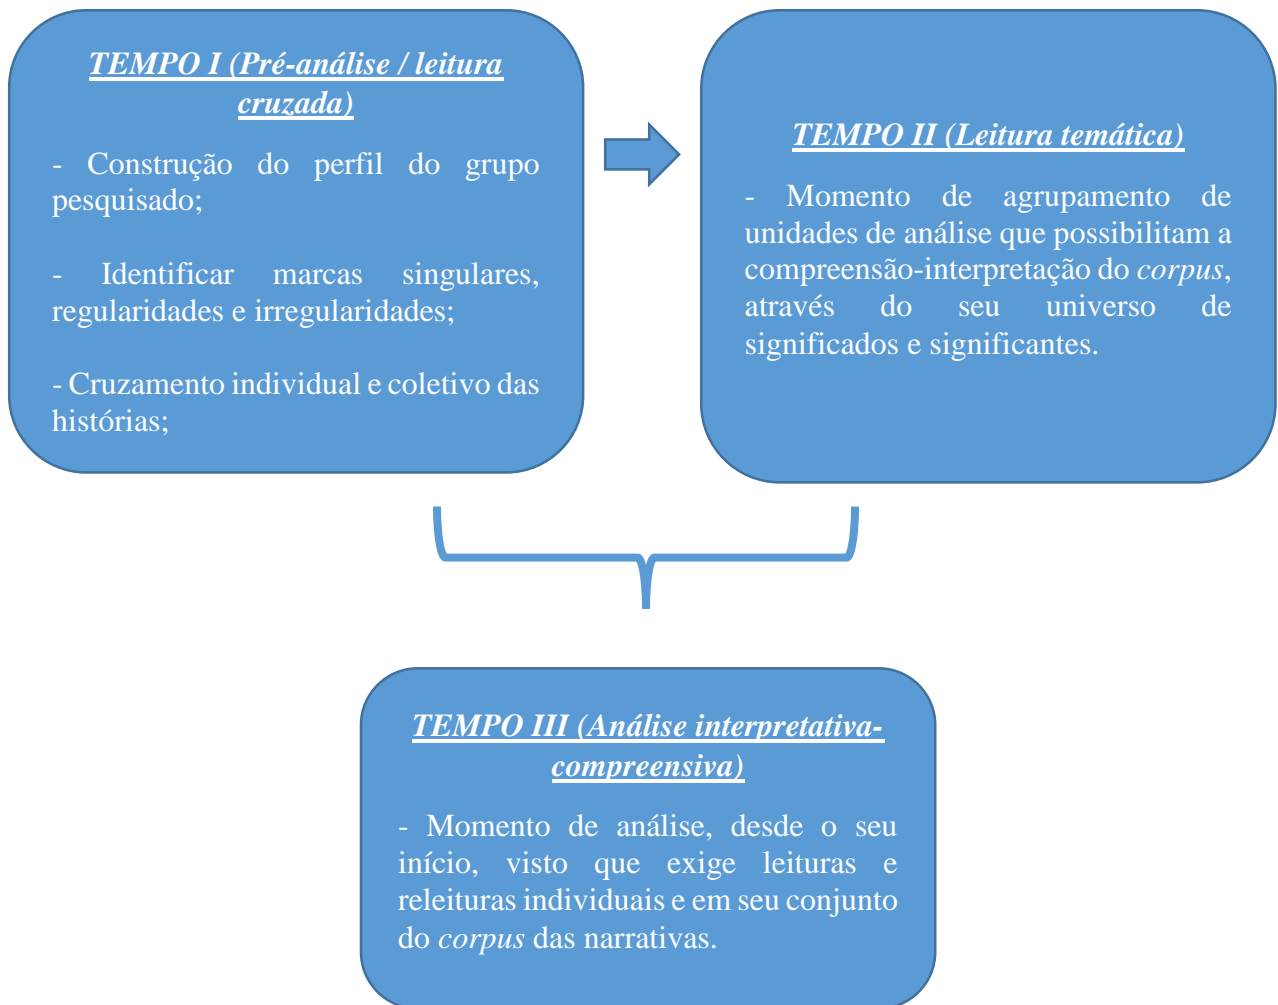 TEMPO I (Pré-análise / leitura
cruzada)
- Construção do perfil do grupo
pesquisado;
- Identificar marcas singulares,
regularidades e irregularidades;
- Cruzamento individual e coletivo das
histórias;
TEMPO II (Leitura temática)
- Momento de agrupamento de
unidades de análise que possibilitam a
compreensão-interpretação do corpus,
através do seu universo de
significados e significantes.
TEMPO III (Análise interpretativa-
compreensiva)
- Momento de análise, desde o seu
início, visto que exige leituras e
releituras individuais e em seu conjunto
do corpus das narrativas.